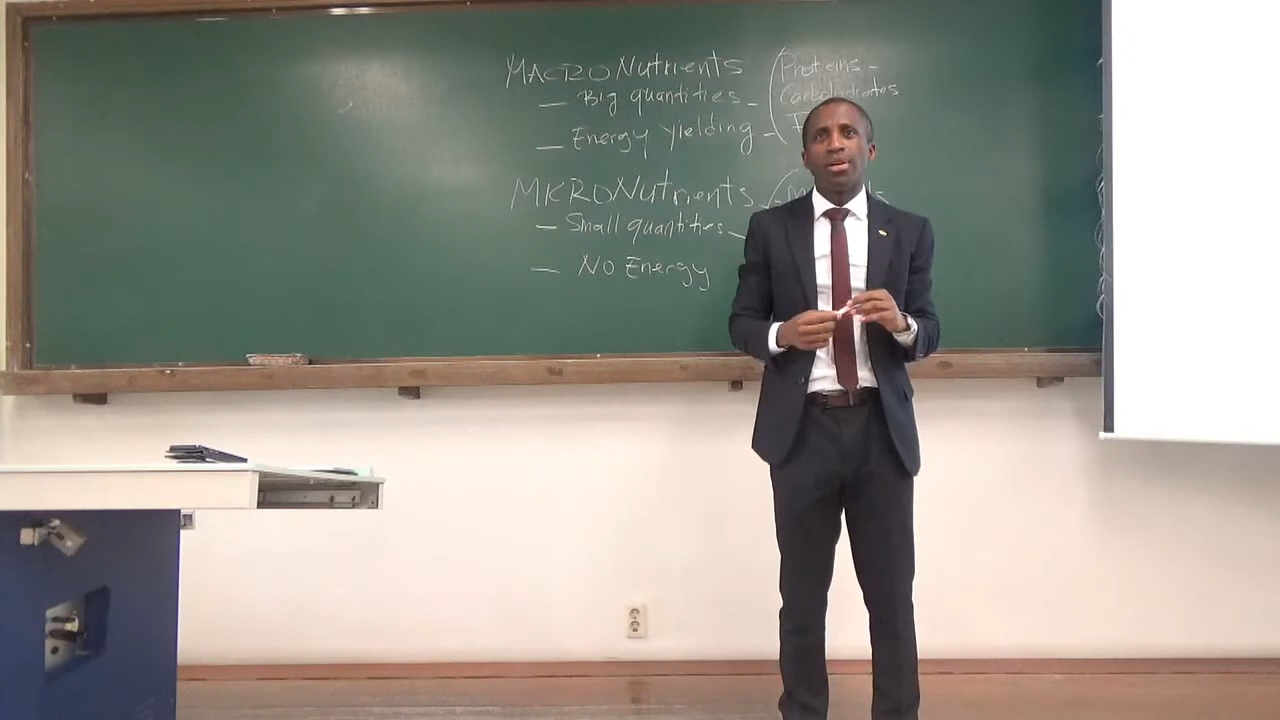 MACRONutrients (Proteins -
— Big quantities - Carbohydrates
— Energy yielding -
MICRONutrients
— Small quantities -
— No Energy